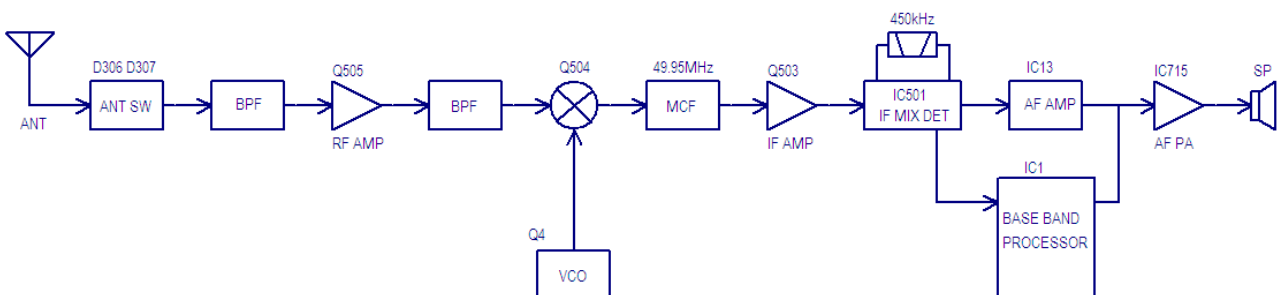 450kHz
D306 D307
Q505
Q504
49.95MHz
Q503
IC13
IC715
SP
ANT SW
BPF
BPF
MCF
IC501
IF MIX DET
AF AMP
ANT
RF AMP
IF AMP
AF PA
IC1
BASE BAND
PROCESSOR
Q4
VCO